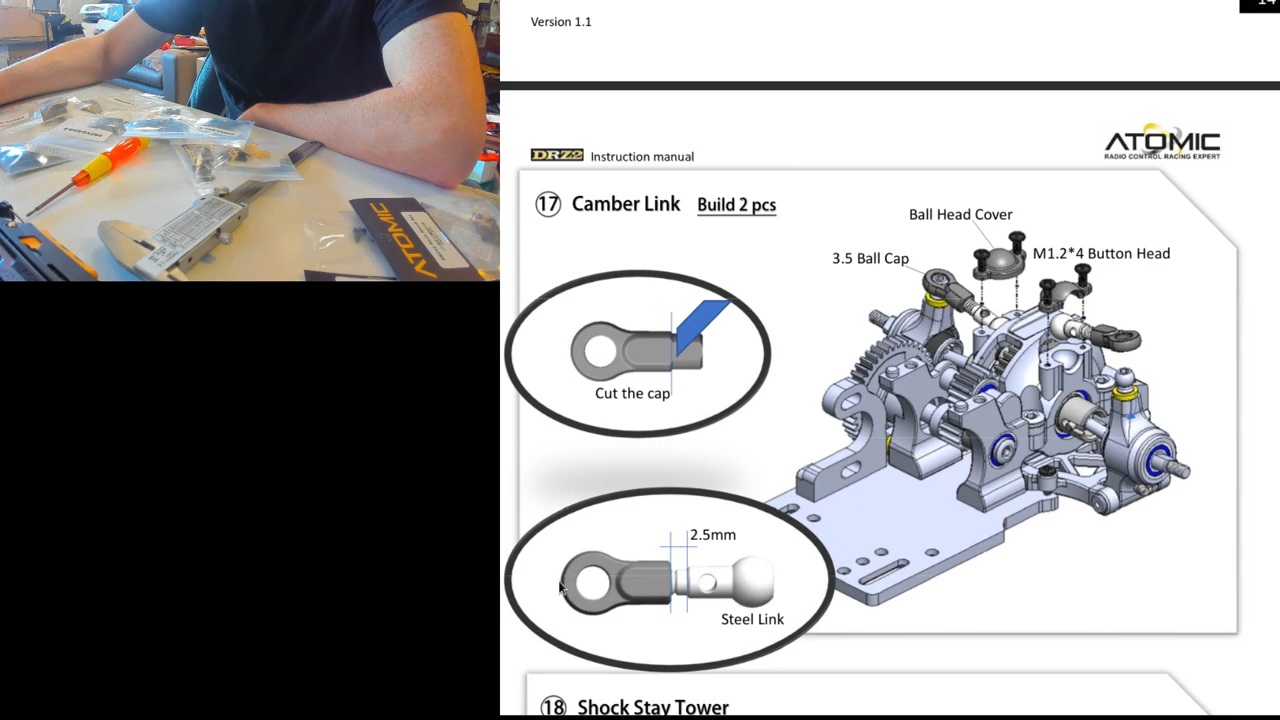 Version 1.1
14
DRZ2 Instruction manual
ATOMIC
RADIO CONTROL RACING EXPERT
17 Camber Link Build 2 pcs
Ball Head Cover
3.5 Ball Cap
M1.2*4 Button Head
Cut the cap
2.5mm
Steel Link
18 Shock Stay Tower
ATOMIC